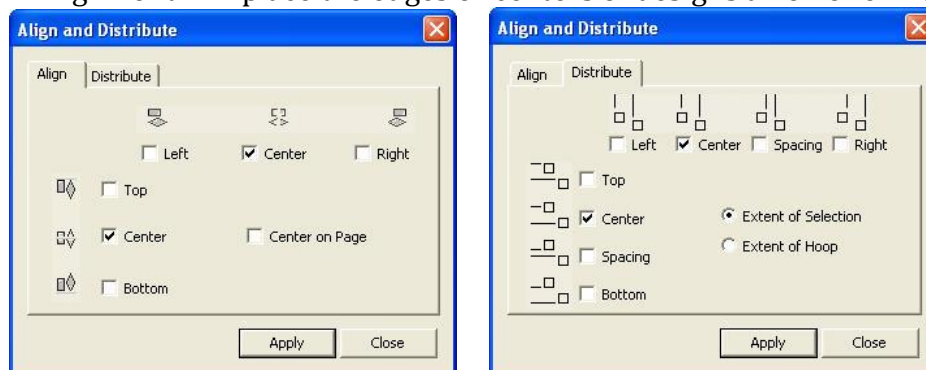 Align and Distribute
Align Distribute
Left Center Right
Top
Center Center on Page
Bottom
Apply Close
Align and Distribute
Align Distribute
Left Center Spacing Right
Top
Center Extent of Selection
Spacing Extent of Hoop
Bottom
Apply Close